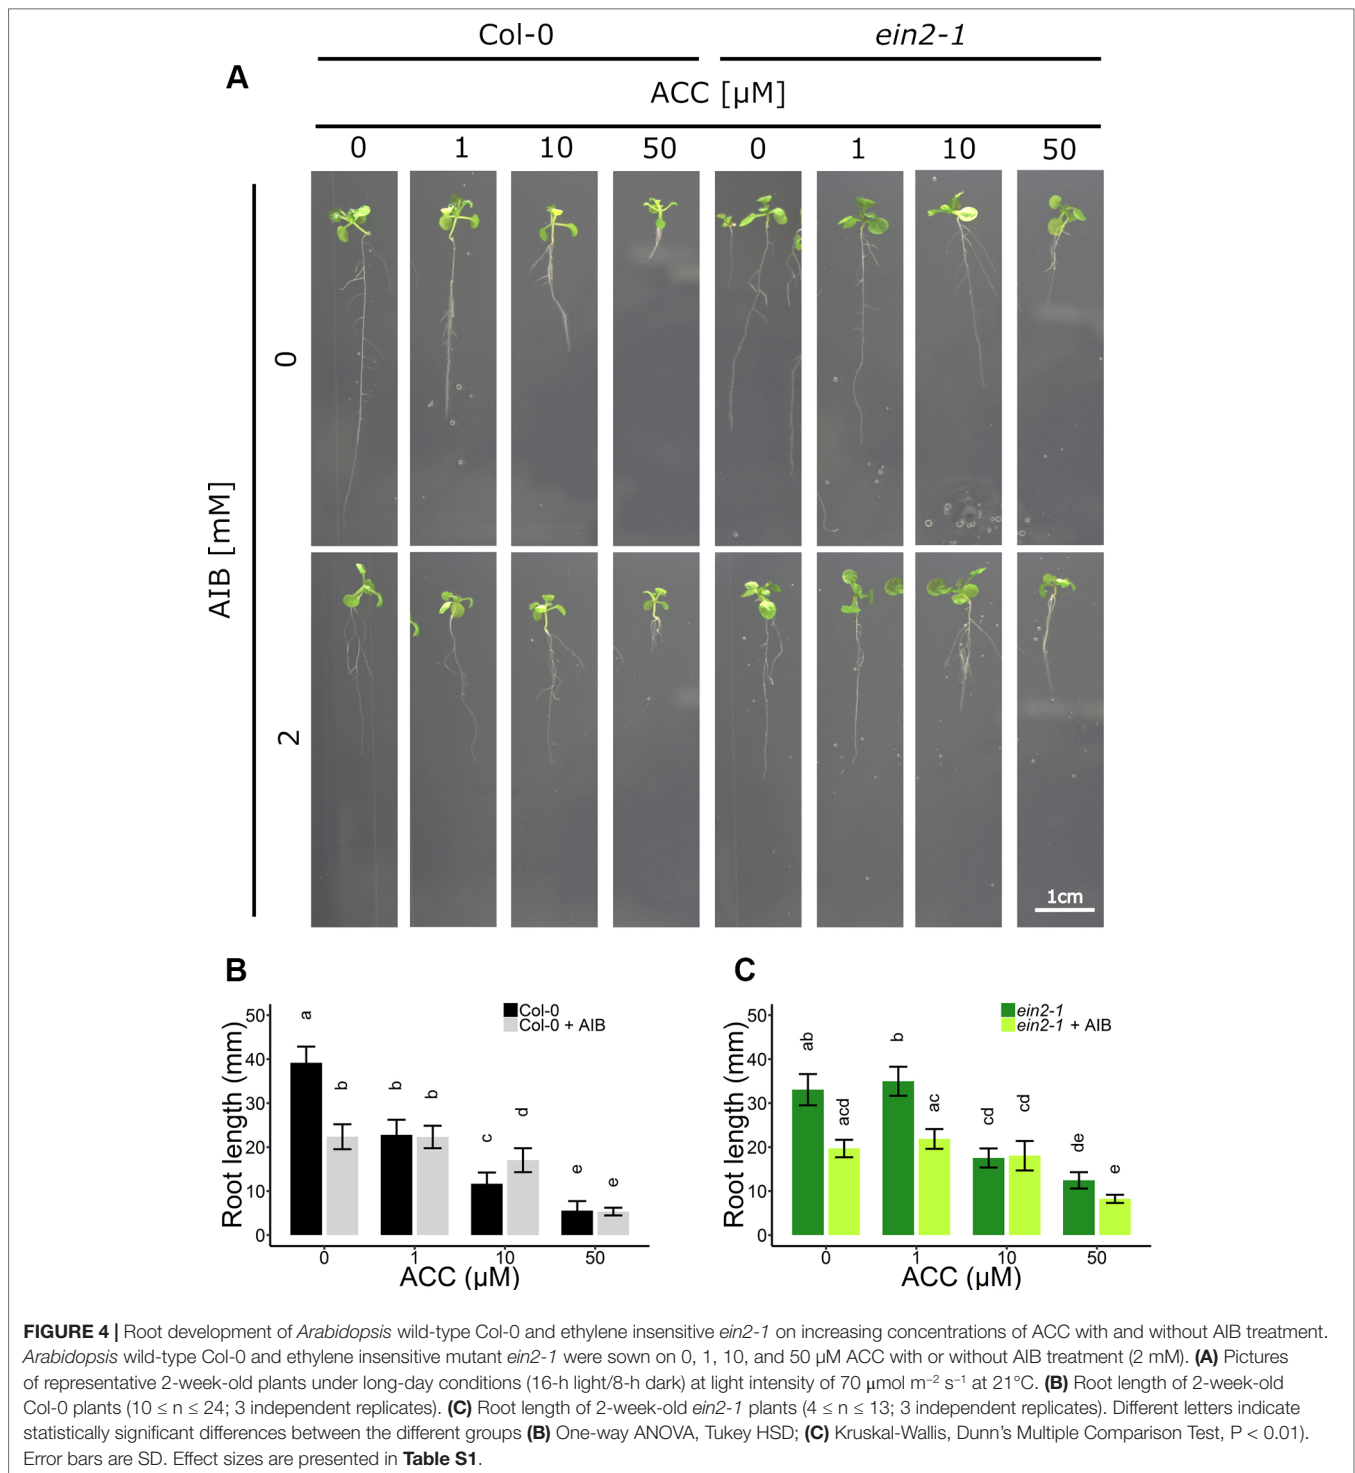 Col-0 ein2-1
A
ACC [µM]
0 1 10 50 0 1 10 50
0
AIB [mM]
2
1cm
B
Root length (mm)
50
40
30
20
10
0
Col-0
Col-0 + AIB
a b b b c d e e
0 1 10 50
ACC (µM)
C
Root length (mm)
50
40
30
20
10
0
ein2-1
ein2-1 + AIB
ab acd b ac cd cd de e
0 1 10 50
ACC (µM)
FIGURE 4 | Root development of Arabidopsis wild-type Col-0 and ethylene insensitive ein2-1 on increasing concentrations of ACC with and without AIB treatment.
Arabidopsis wild-type Col-0 and ethylene insensitive mutant ein2-1 were sown on 0, 1, 10, and 50 µM ACC with or without AIB treatment (2 mM). (A) Pictures
of representative 2-week-old plants under long-day conditions (16-h light/8-h dark) at light intensity of 70 µmol m⁻² s⁻¹ at 21°C. (B) Root length of 2-week-old
Col-0 plants (10 ≤ n ≤ 24; 3 independent replicates). (C) Root length of 2-week-old ein2-1 plants (4 ≤ n ≤ 13; 3 independent replicates). Different letters indicate
statistically significant differences between the different groups (B) One-way ANOVA, Tukey HSD; (C) Kruskal-Wallis, Dunn's Multiple Comparison Test, P < 0.01).
Error bars are SD. Effect sizes are presented in Table S1.